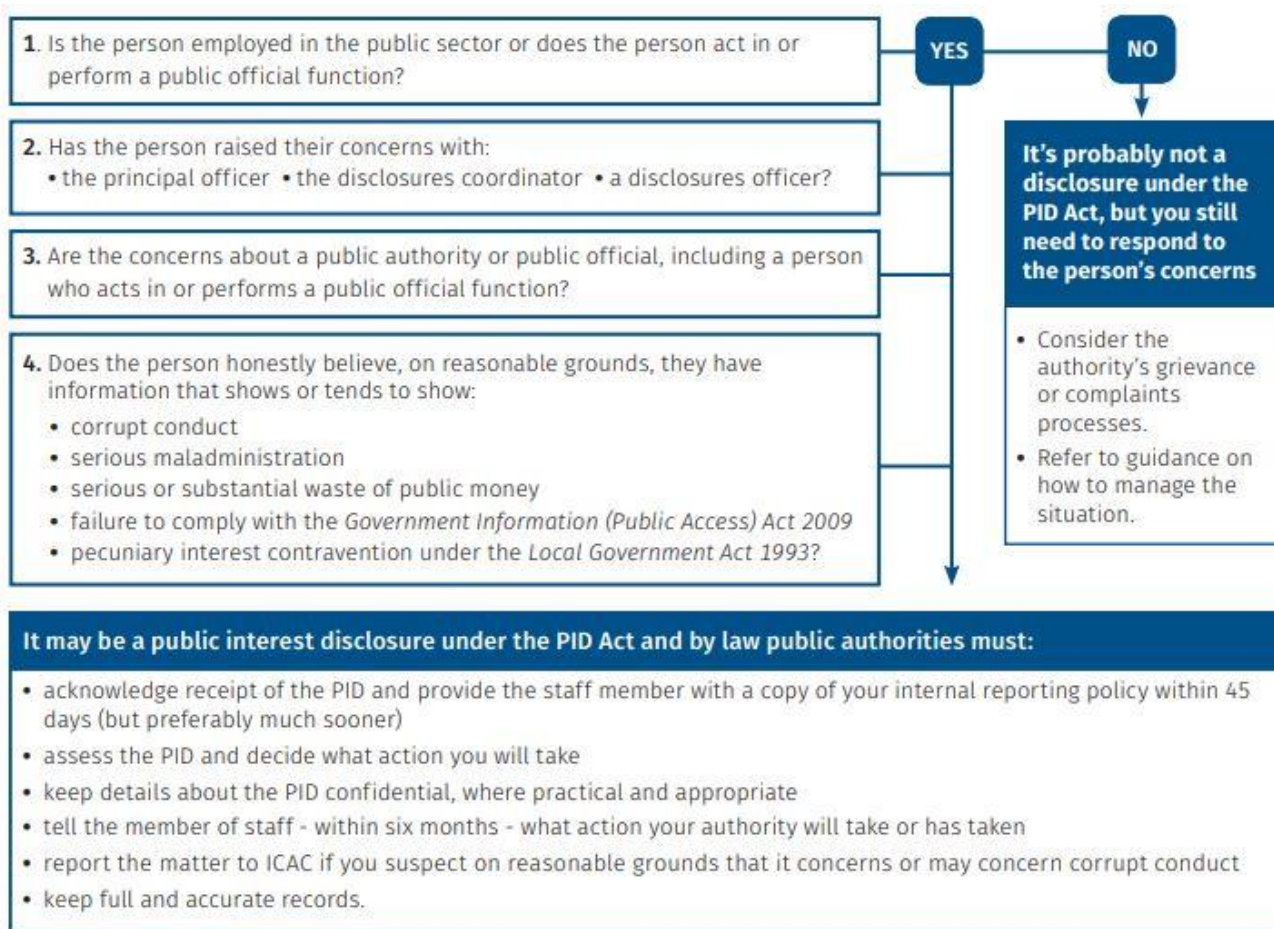 1. Is the person employed in the public sector or does the person act in or
perform a public official function?
YES
NO
2. Has the person raised their concerns with:
• the principal officer • the disclosures coordinator • a disclosures officer?
3. Are the concerns about a public authority or public official, including a person
who acts in or performs a public official function?
4. Does the person honestly believe, on reasonable grounds, they have
information that shows or tends to show:
• corrupt conduct
• serious maladministration
• serious or substantial waste of public money
• failure to comply with the Government Information (Public Access) Act 2009
• pecuniary interest contravention under the Local Government Act 1993?
It’s probably not a
disclosure under the
PID Act, but you still
need to respond to
the person’s concerns
• Consider the
authority’s grievance
or complaints
processes.
• Refer to guidance on
how to manage the
situation.
It may be a public interest disclosure under the PID Act and by law public authorities must:
• acknowledge receipt of the PID and provide the staff member with a copy of your internal reporting policy within 45
days (but preferably much sooner)
• assess the PID and decide what action you will take
• keep details about the PID confidential, where practical and appropriate
• tell the member of staff - within six months - what action your authority will take or has taken
• report the matter to ICAC if you suspect on reasonable grounds that it concerns or may concern corrupt conduct
• keep full and accurate records.